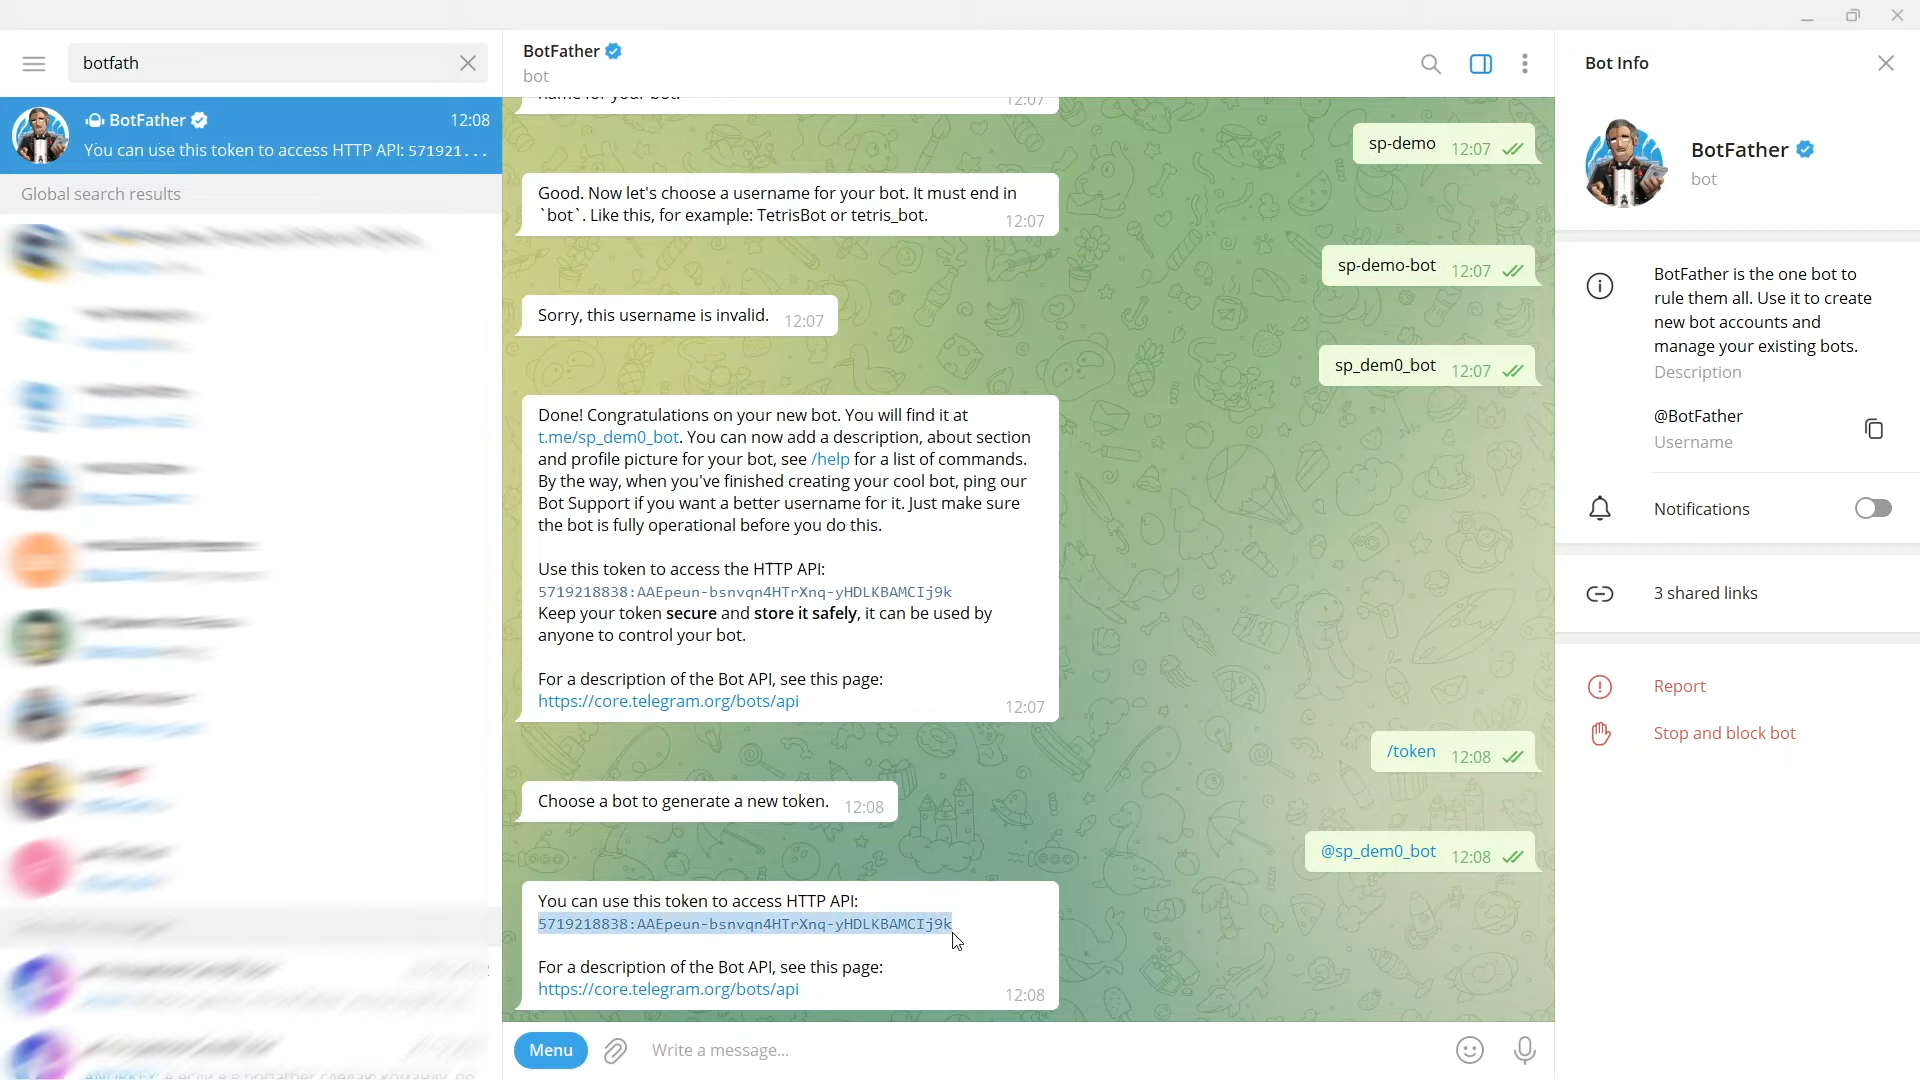 botfath
BotFather
12:08
You can use this token to access HTTP API: 571921...
Global search results
BotFather
bot
name for your bot.
12:07
sp-demo 12:07
Good. Now let's choose a username for your bot. It must end in
`bot`. Like this, for example: TetrisBot or tetris_bot.
12:07
sp-demo-bot 12:07
Sorry, this username is invalid. 12:07
sp_dem0_bot 12:07
Done! Congratulations on your new bot. You will find it at
t.me/sp_dem0_bot. You can now add a description, about section
and profile picture for your bot, see /help for a list of commands.
By the way, when you've finished creating your cool bot, ping our
Bot Support if you want a better username for it. Just make sure
the bot is fully operational before you do this.
Use this token to access the HTTP API:
5719218838:AAEpeun-bsnvqn4HTrXnq-yHDLKBAMCIj9k
Keep your token secure and store it safely, it can be used by
anyone to control your bot.
For a description of the Bot API, see this page:
https://core.telegram.org/bots/api
12:07
/token 12:08
Choose a bot to generate a new token. 12:08
@sp_dem0_bot 12:08
You can use this token to access HTTP API:
5719218838:AAEpeun-bsnvqn4HTrXnq-yHDLKBAMCIj9k
For a description of the Bot API, see this page:
https://core.telegram.org/bots/api
12:08
Menu
Write a message...
Bot Info
BotFather
bot
BotFather is the one bot to
rule them all. Use it to create
new bot accounts and
manage your existing bots.
Description
@BotFather
Username
Notifications
3 shared links
Report
Stop and block bot